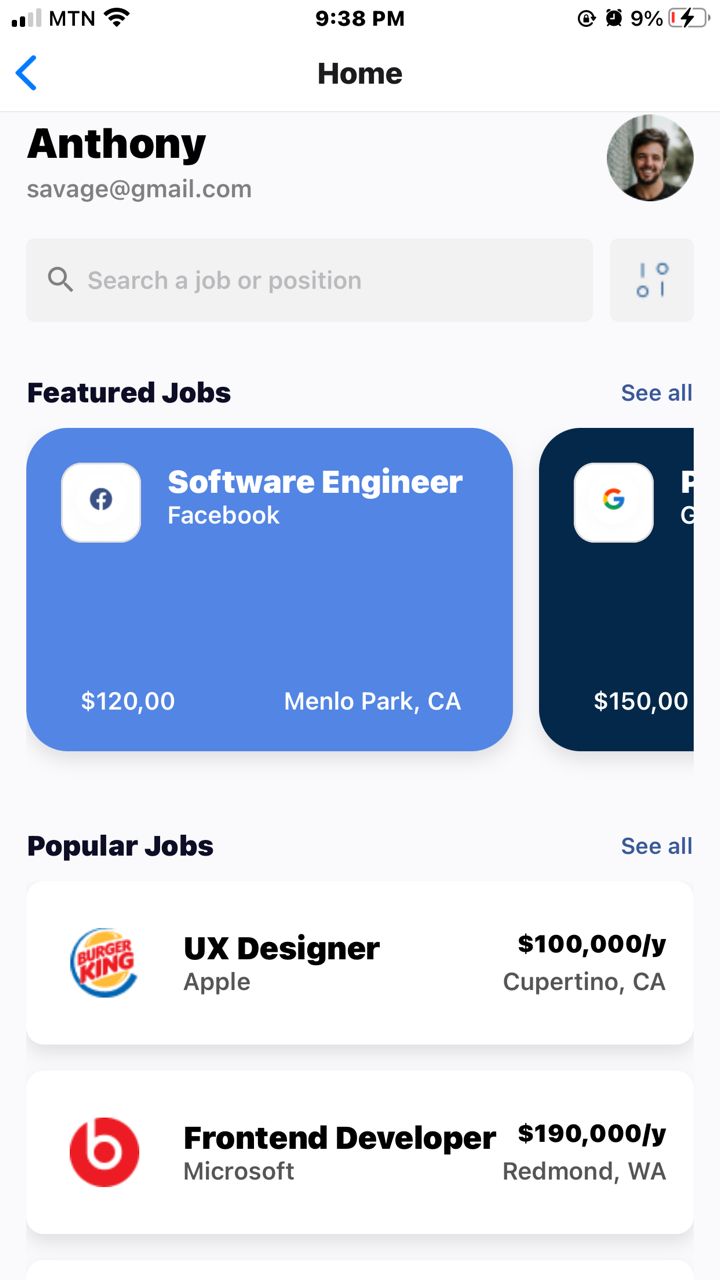 MTN 9:38 PM 9%
Home
Anthony
savage@gmail.com
Search a job or position
Featured Jobs See all
Software Engineer
Facebook
$120,00 Menlo Park, CA
P
G
$150,00
Popular Jobs See all
BURGER
KING
UX Designer $100,000/y
Apple Cupertino, CA
b
Frontend Developer $190,000/y
Microsoft Redmond, WA